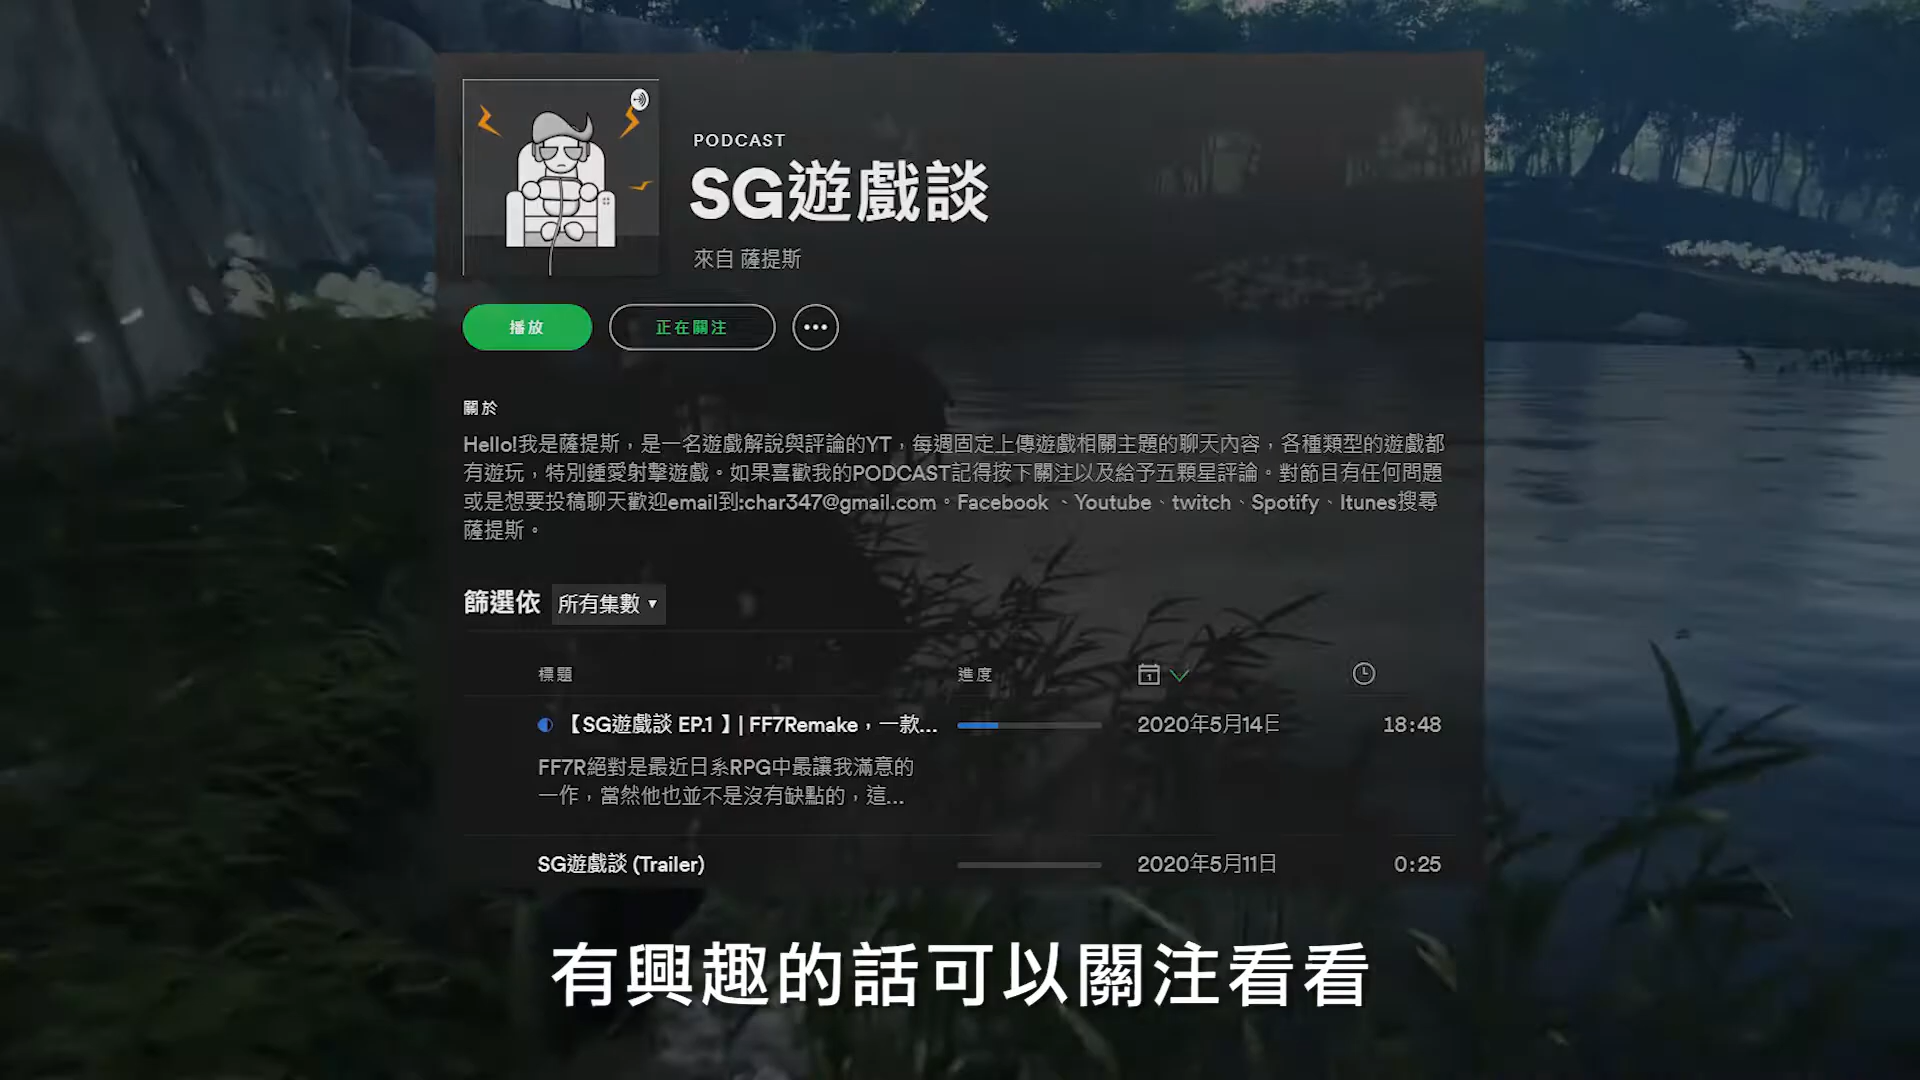 PODCAST
SG遊戲談
來自 薩提斯
播放
正在關注
關於
Hello!我是薩提斯，是一名遊戲解說與評論的YT，每週固定上傳遊戲相關主題的聊天內容，各種類型的遊戲都
有遊玩，特別鍾愛射擊遊戲。如果喜歡我的PODCAST記得按下關注以及給予五顆星評論。對節目有任何問題
或是想要投稿聊天歡迎email到:char347@gmail.com。Facebook 、Youtube、twitch、Spotify、Itunes搜尋
薩提斯。
篩選依 所有集數
標題 進度
【SG遊戲談 EP.1 】| FF7Remake，一款... 2020年5月14日 18:48
FF7R絕對是最近日系RPG中最讓我滿意的
一作，當然他也並不是沒有缺點的，這...
SG遊戲談 (Trailer) 2020年5月11日 0:25
有興趣的話可以關注看看